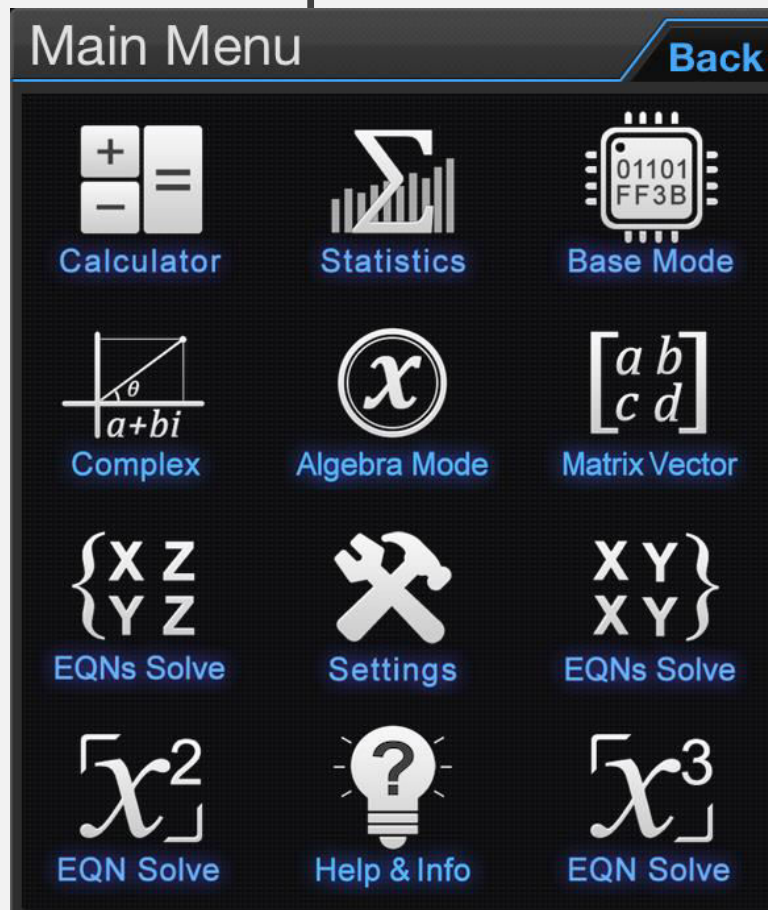 Main Menu
Back
+
=
−
Σ
01101
FF3B
Calculator
Statistics
Base Mode
θ
a+bi
x
a b
c d
Complex
Algebra Mode
Matrix Vector
{X Z
Y Z
X Y}
X Y
EQNs Solve
Settings
EQNs Solve
x2
?
x3
EQN Solve
Help & Info
EQN Solve